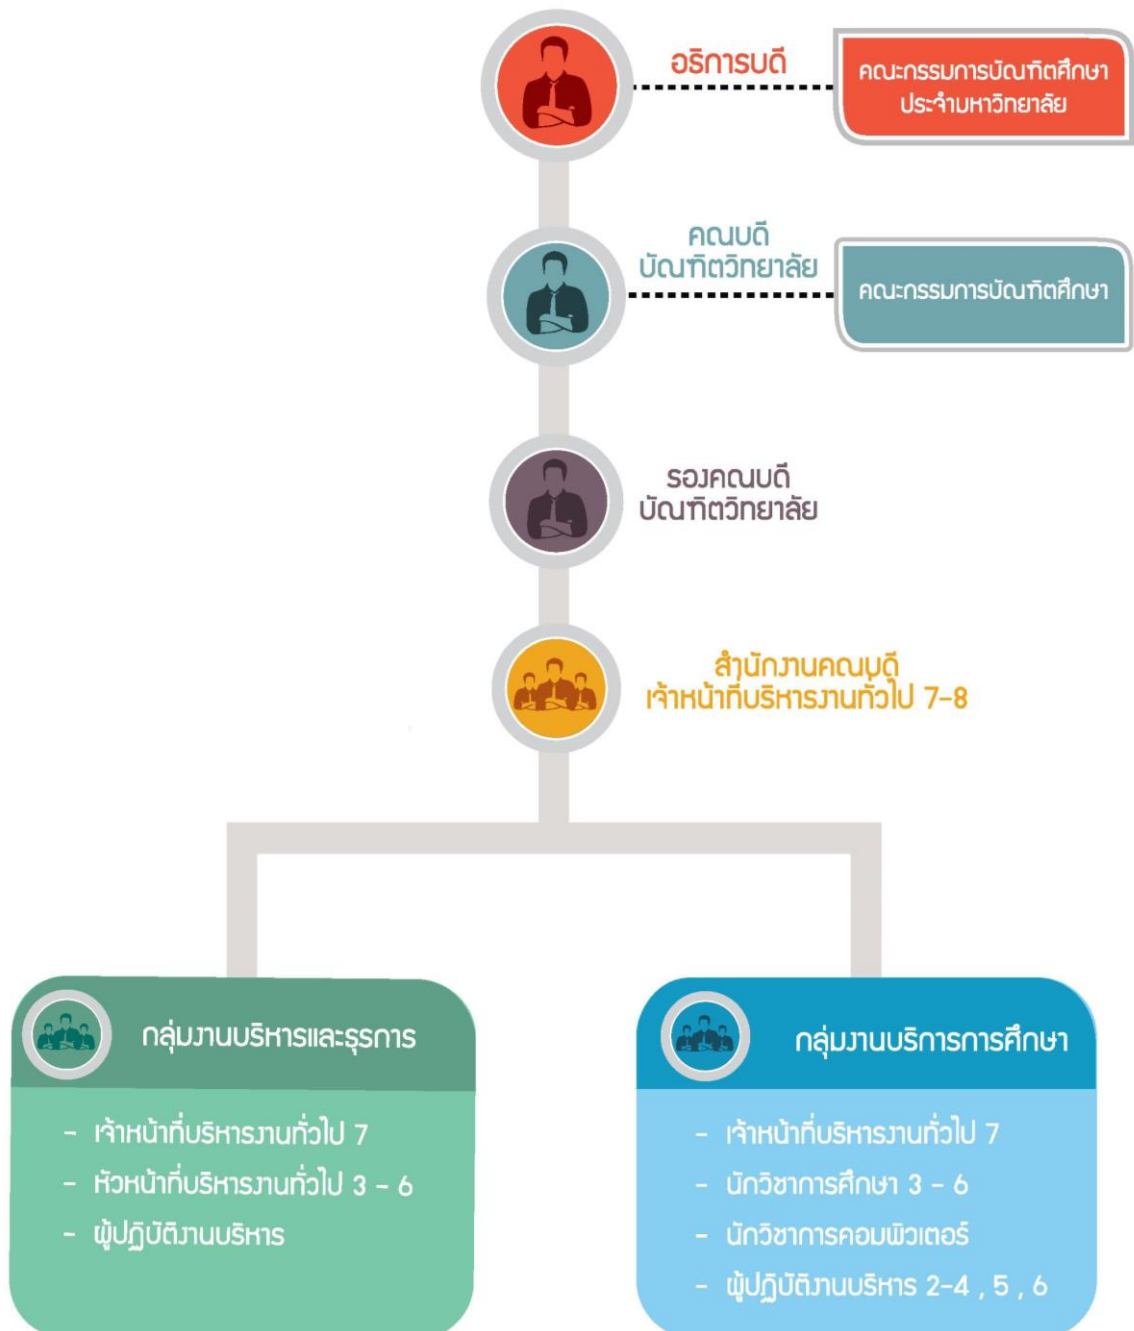 อธิการบดี
คณะกรรมการบัณฑิตศึกษา
ประจำมหาวิทยาลัย
คณบดี
บัณฑิตวิทยาลัย
คณะกรรมการบัณฑิตศึกษา
รองคณบดี
บัณฑิตวิทยาลัย
สำนักงานคณบดี
เจ้าหน้าที่บริหารงานทั่วไป 7-8
กลุ่มงานบริหารและธุรการ
- เจ้าหน้าที่บริหารงานทั่วไป 7
- หัวหน้าที่บริหารงานทั่วไป 3 - 6
- ผู้ปฏิบัติงานบริหาร
กลุ่มงานบริการการศึกษา
- เจ้าหน้าที่บริหารงานทั่วไป 7
- นักวิชาการศึกษา 3 - 6
- นักวิชาการคอมพิวเตอร์
- ผู้ปฏิบัติงานบริหาร 2-4 , 5 , 6